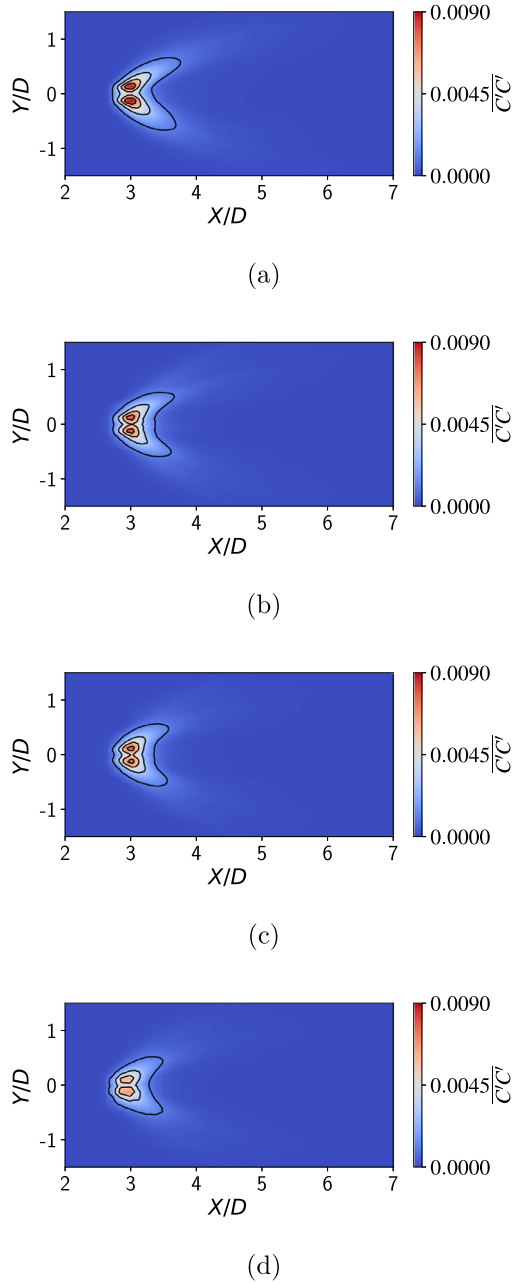 1
0
-1
Y/D
2 3 4 5 6 7
X/D
0.0090
0.0045
0.0000
C'C'
(a)
1
0
-1
Y/D
2 3 4 5 6 7
X/D
0.0090
0.0045
0.0000
C'C'
(b)
1
0
-1
Y/D
2 3 4 5 6 7
X/D
0.0090
0.0045
0.0000
C'C'
(c)
1
0
-1
Y/D
2 3 4 5 6 7
X/D
0.0090
0.0045
0.0000
C'C'
(d)